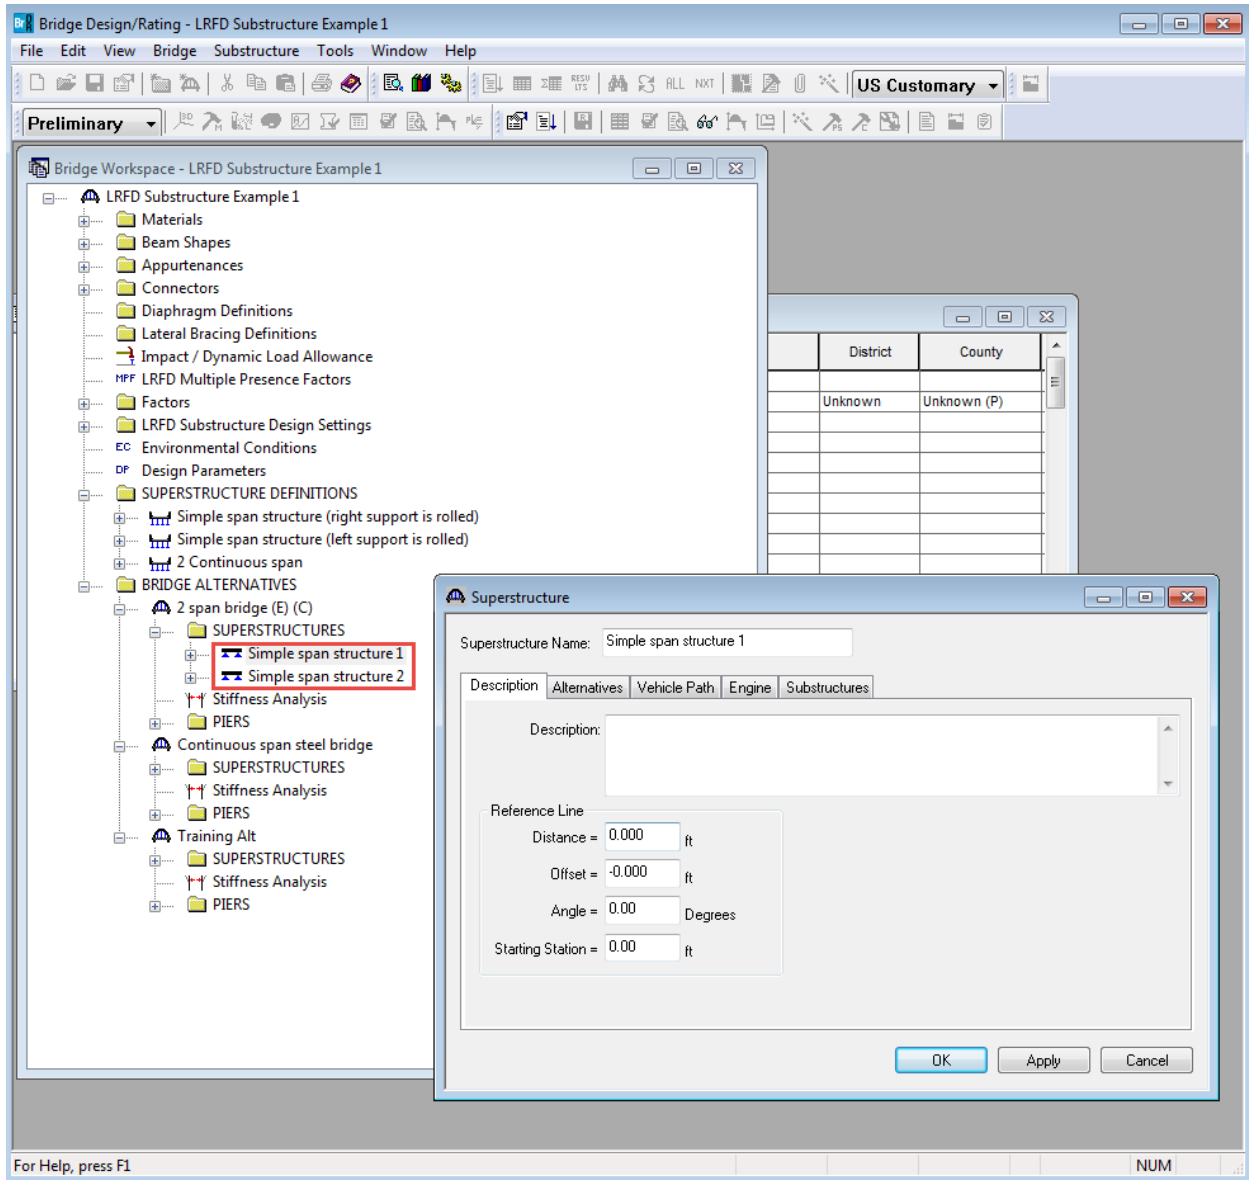 Br Bridge Design/Rating - LRFD Substructure Example 1
File Edit View Bridge Substructure Tools Window Help
RESU LTS ALL NXT US Customary
Preliminary
Bridge Workspace - LRFD Substructure Example 1
LRFD Substructure Example 1
Materials
Beam Shapes
Appurtenances
Connectors
Diaphragm Definitions
Lateral Bracing Definitions
Impact / Dynamic Load Allowance
MPF LRFD Multiple Presence Factors
Factors
LRFD Substructure Design Settings
EC Environmental Conditions
DP Design Parameters
SUPERSTRUCTURE DEFINITIONS
Simple span structure (right support is rolled)
Simple span structure (left support is rolled)
2 Continuous span
BRIDGE ALTERNATIVES
2 span bridge (E) (C)
SUPERSTRUCTURES
Simple span structure 1
Simple span structure 2
Stiffness Analysis
PIERS
Continuous span steel bridge
SUPERSTRUCTURES
Stiffness Analysis
PIERS
Training Alt
SUPERSTRUCTURES
Stiffness Analysis
PIERS
District County
Unknown Unknown (P)
Superstructure
Superstructure Name: Simple span structure 1
Description Alternatives Vehicle Path Engine Substructures
Description:
Reference Line
Distance = 0.000 ft
Offset = -0.000 ft
Angle = 0.00 Degrees
Starting Station = 0.00 ft
OK Apply Cancel
For Help, press F1 NUM